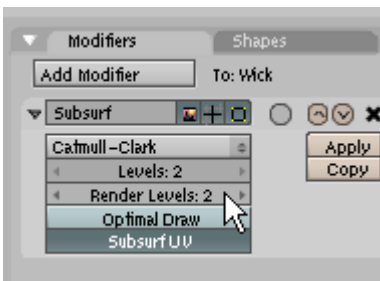 Modifiers Shapes
Add Modifier To: Wick
Subsurf
Catmull-Clark Apply
Levels: 2 Copy
Render Levels: 2
Optimal Draw
Subsurf UV